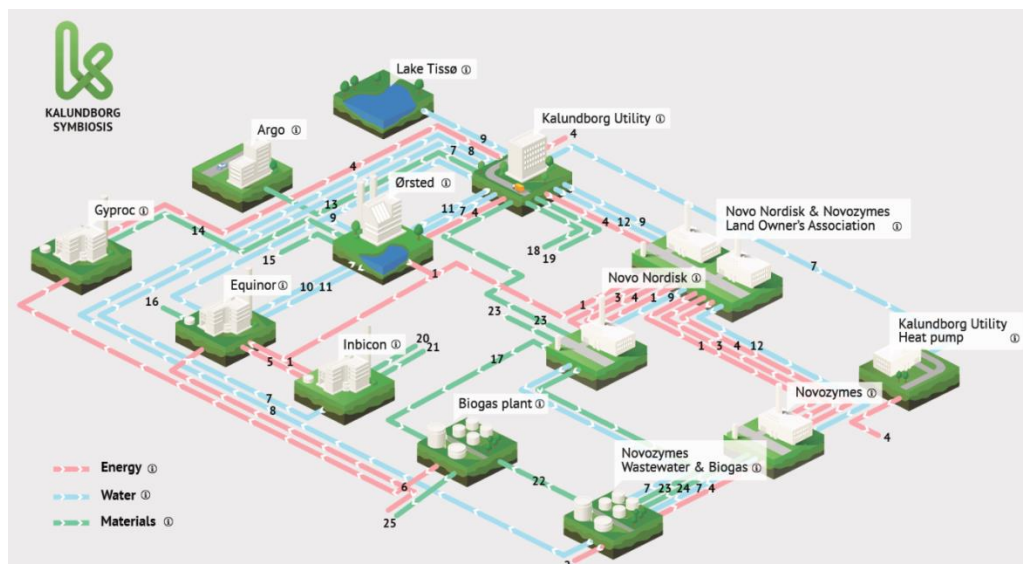 KALUNDBORG
SYMBIOSIS
Lake Tissø
Kalundborg Utility
4
9
Argo
7 8
4
Ørsted
Gyproc
13
9
11 7 4
4 12 9
Novo Nordisk & Novozymes
Land Owner's Association
14
18
19
15
7
1
Novo Nordisk
Equinor
10 11
16
1 3 4 1 9
23
23
Kalundborg Utility
Heat pump
Inbicon
20
21
5 1
17
1 3 4 12
7
8
Biogas plant
Novozymes
4
Novozymes
Wastewater & Biogas
Energy
Water
Materials
6
22
7 23 24 7 4
25